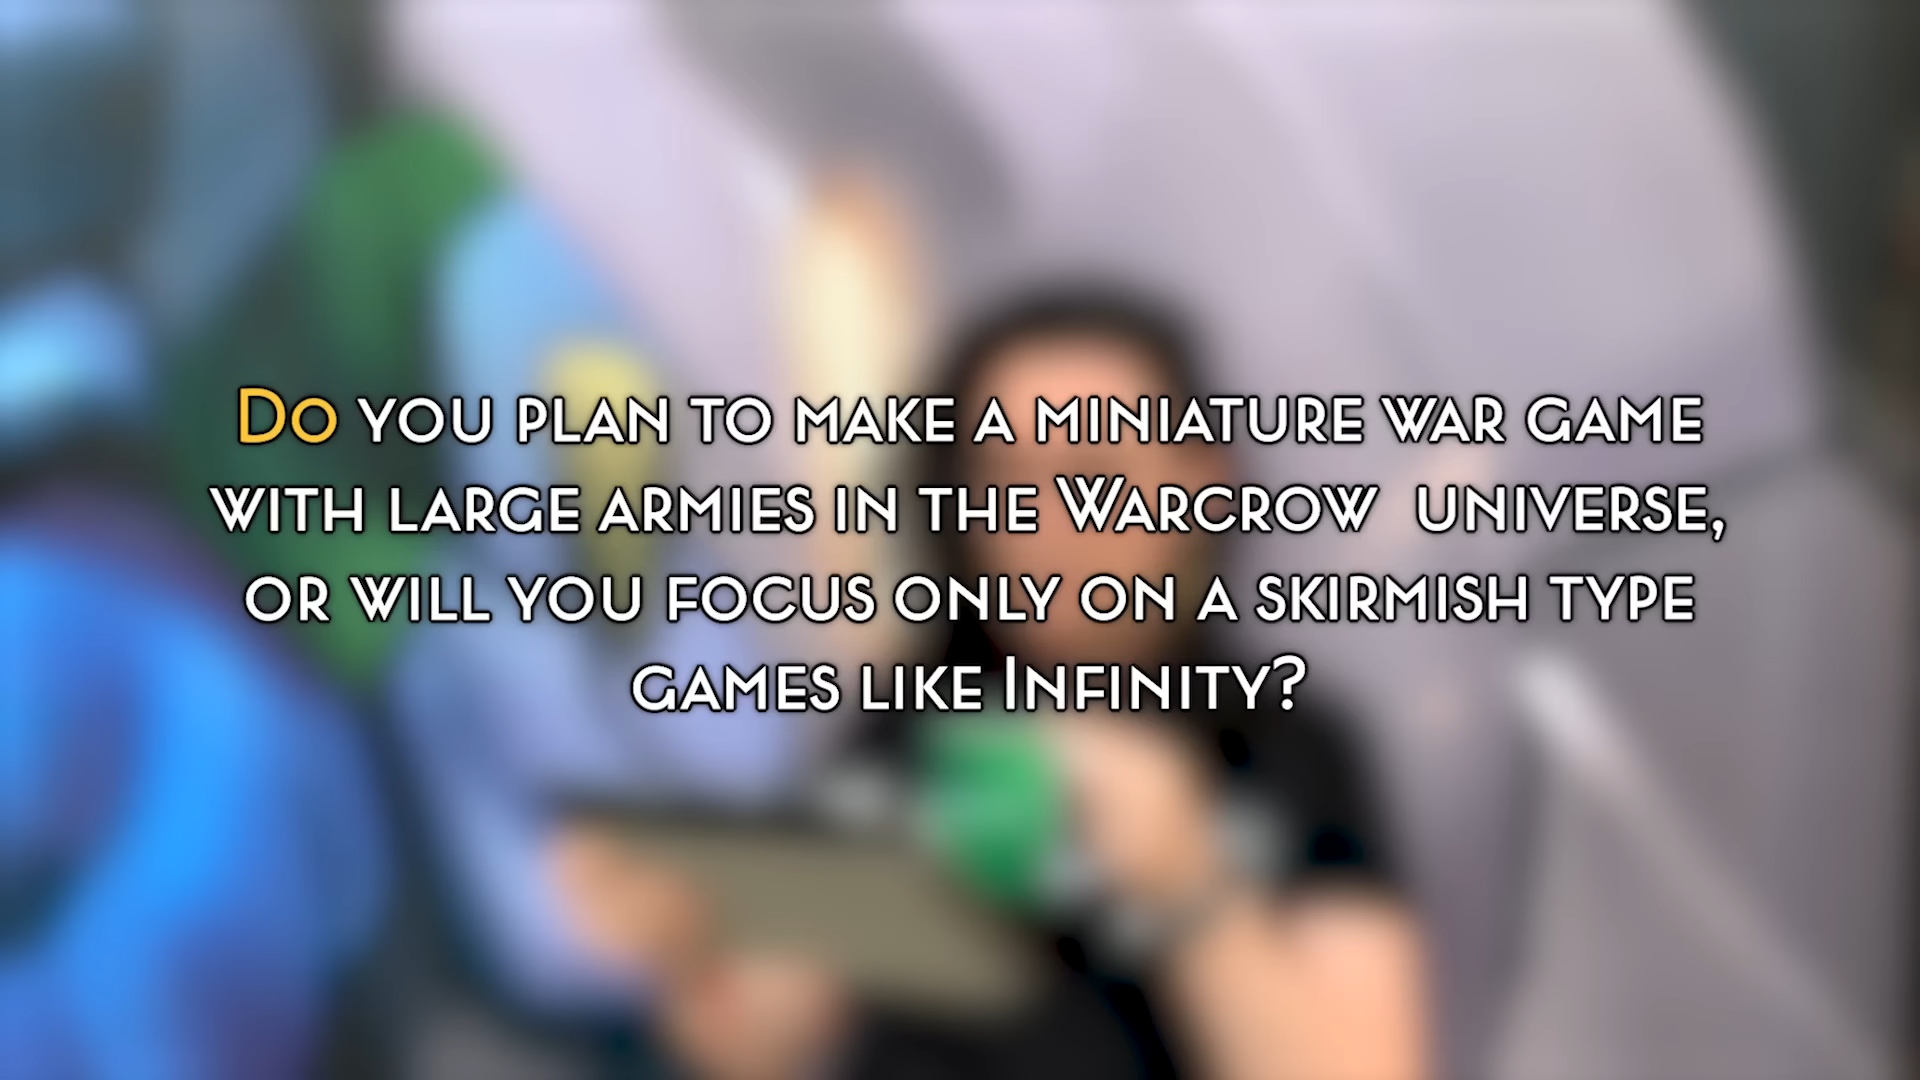 Do you plan to make a miniature war game
with large armies in the Warcrow universe,
or will you focus only on a skirmish type
games like Infinity?